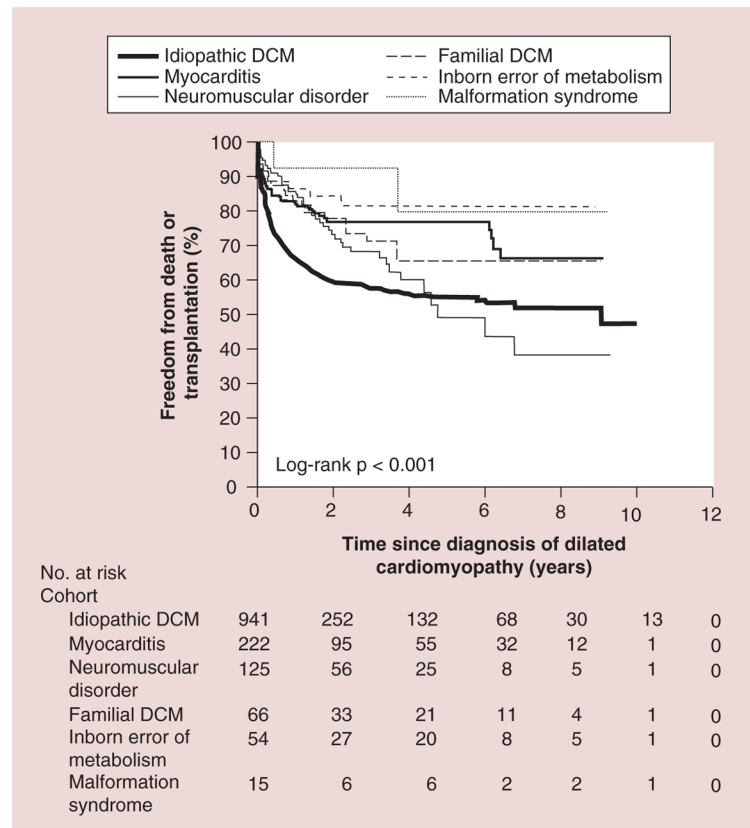 Idiopathic DCM
Myocarditis
Neuromuscular disorder
Familial DCM
Inborn error of metabolism
Malformation syndrome
100
90
80
70
60
50
40
30
20
10
0
Freedom from death or
transplantation (%)
Log-rank p < 0.001
0 2 4 6 8 10 12
Time since diagnosis of dilated
cardiomyopathy (years)
No. at risk
Cohort
Idiopathic DCM 941 252 132 68 30 13 0
Myocarditis 222 95 55 32 12 1 0
Neuromuscular 125 56 25 8 5 1 0
disorder
Familial DCM 66 33 21 11 4 1 0
Inborn error of 54 27 20 8 5 1 0
metabolism
Malformation 15 6 6 2 2 1 0
syndrome